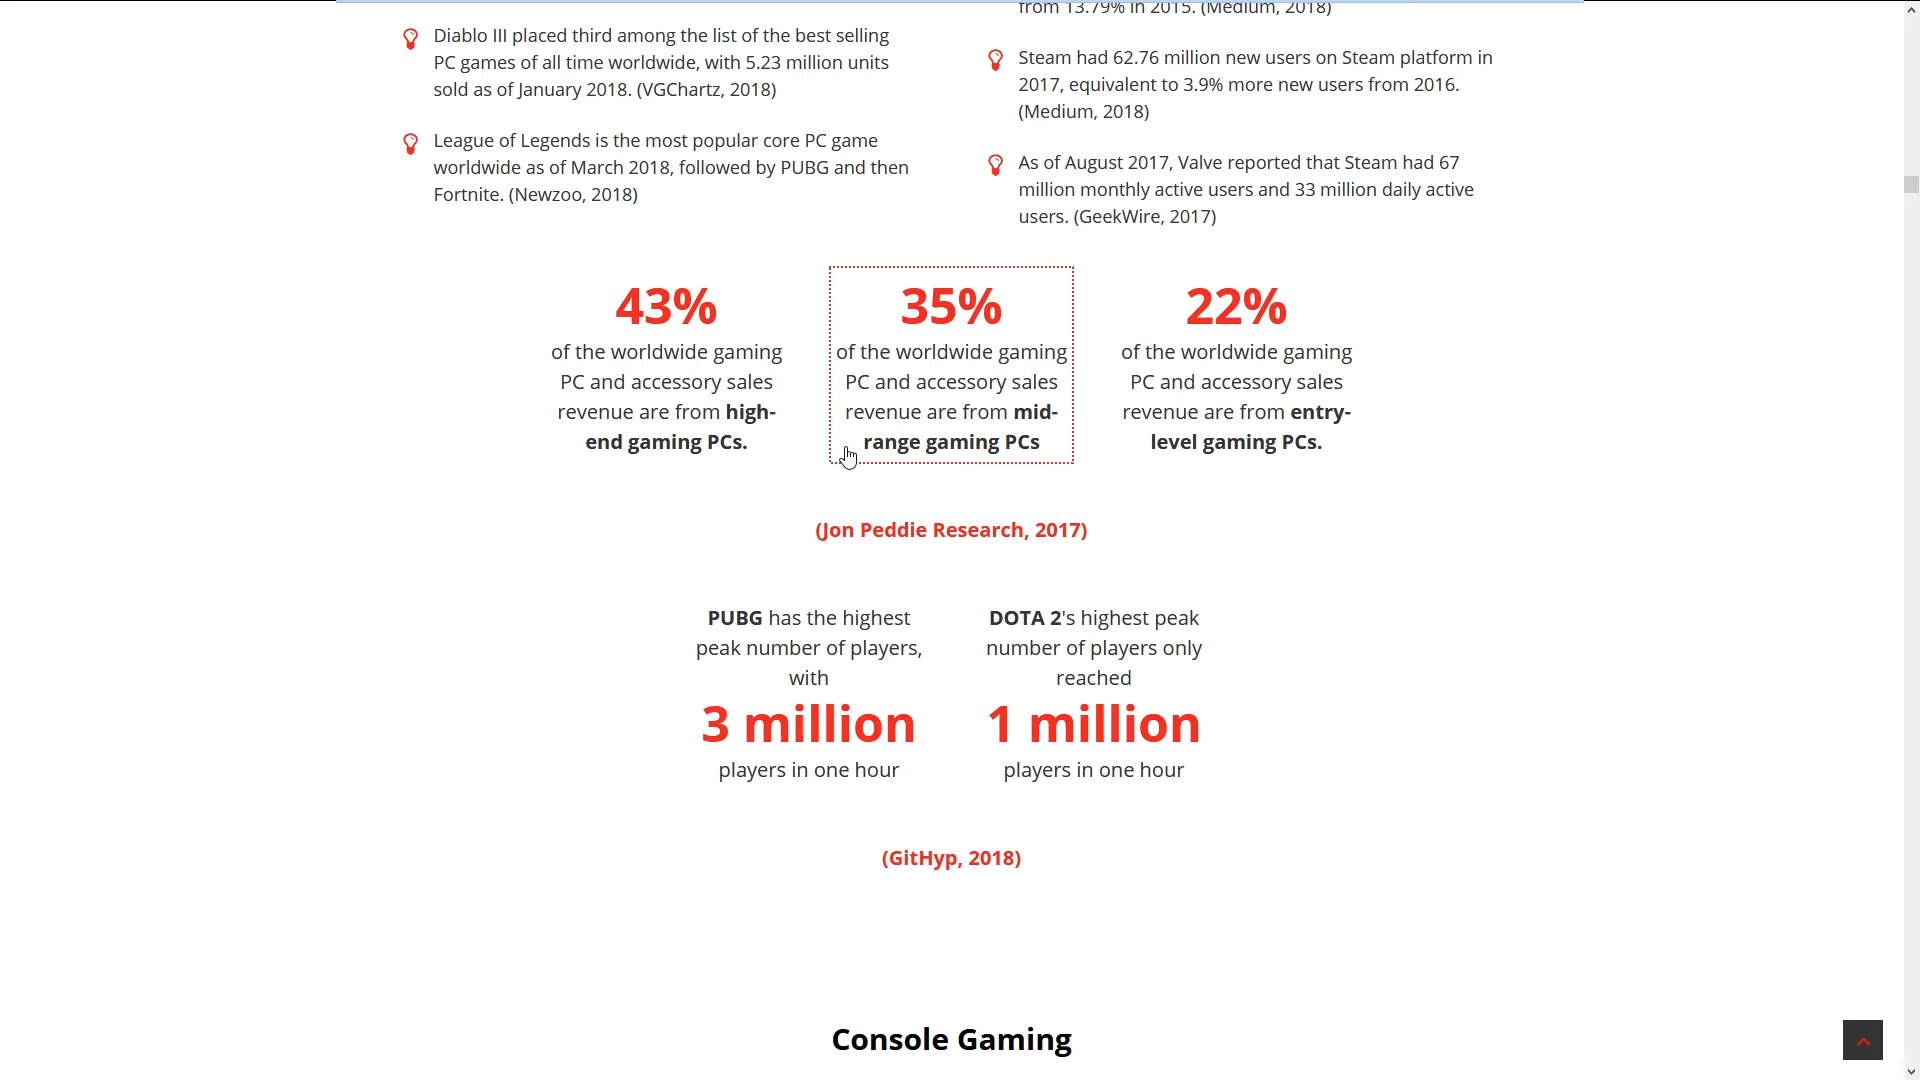 Diablo III placed third among the list of the best selling
PC games of all time worldwide, with 5.23 million units
sold as of January 2018. (VGChartz, 2018)
League of Legends is the most popular core PC game
worldwide as of March 2018, followed by PUBG and then
Fortnite. (Newzoo, 2018)
from 13.79% in 2015. (Medium, 2018)
Steam had 62.76 million new users on Steam platform in
2017, equivalent to 3.9% more new users from 2016.
(Medium, 2018)
As of August 2017, Valve reported that Steam had 67
million monthly active users and 33 million daily active
users. (GeekWire, 2017)
43%
of the worldwide gaming
PC and accessory sales
revenue are from high-
end gaming PCs.
35%
of the worldwide gaming
PC and accessory sales
revenue are from mid-
range gaming PCs
22%
of the worldwide gaming
PC and accessory sales
revenue are from entry-
level gaming PCs.
(Jon Peddie Research, 2017)
PUBG has the highest
peak number of players,
with
3 million
players in one hour
DOTA 2's highest peak
number of players only
reached
1 million
players in one hour
(GitHyp, 2018)
Console Gaming